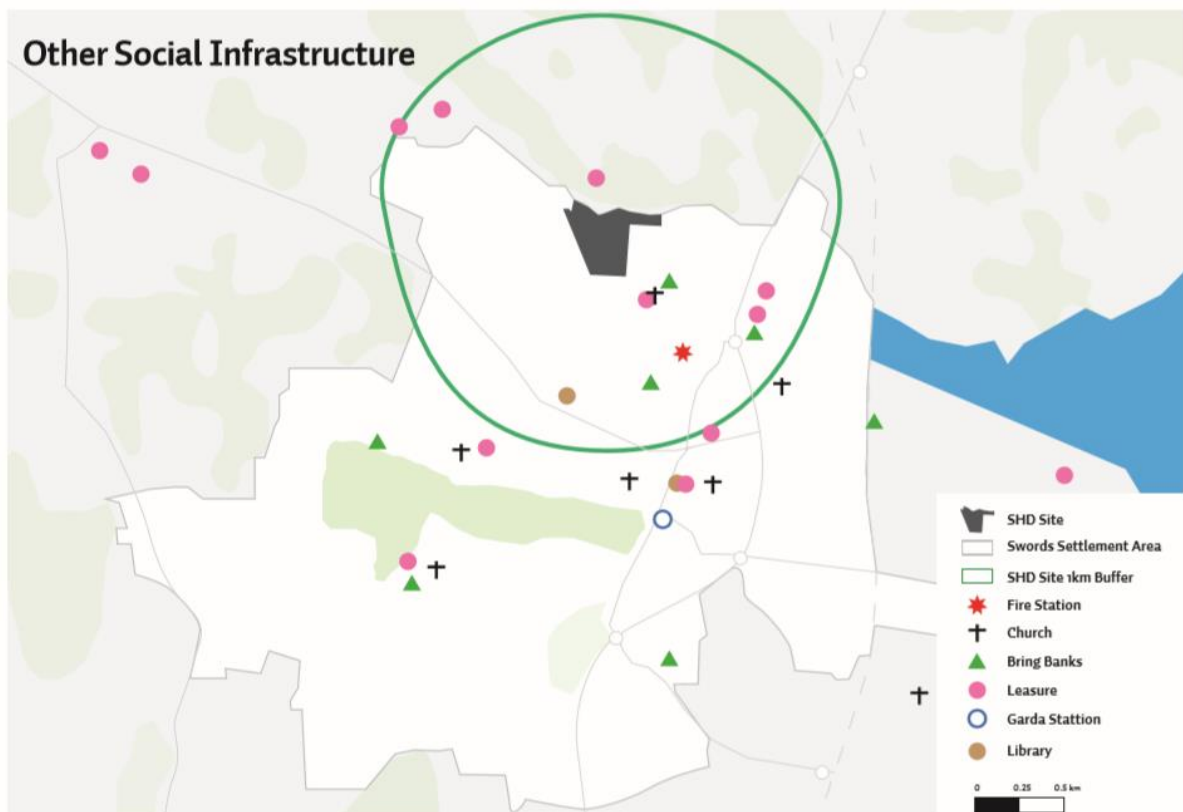 Other Social Infrastructure
SHD Site
Swords Settlement Area
SHD Site 1km Buffer
Fire Station
Church
Bring Banks
Leasure
Garda Stattion
Library
0 0.25 0.5 km